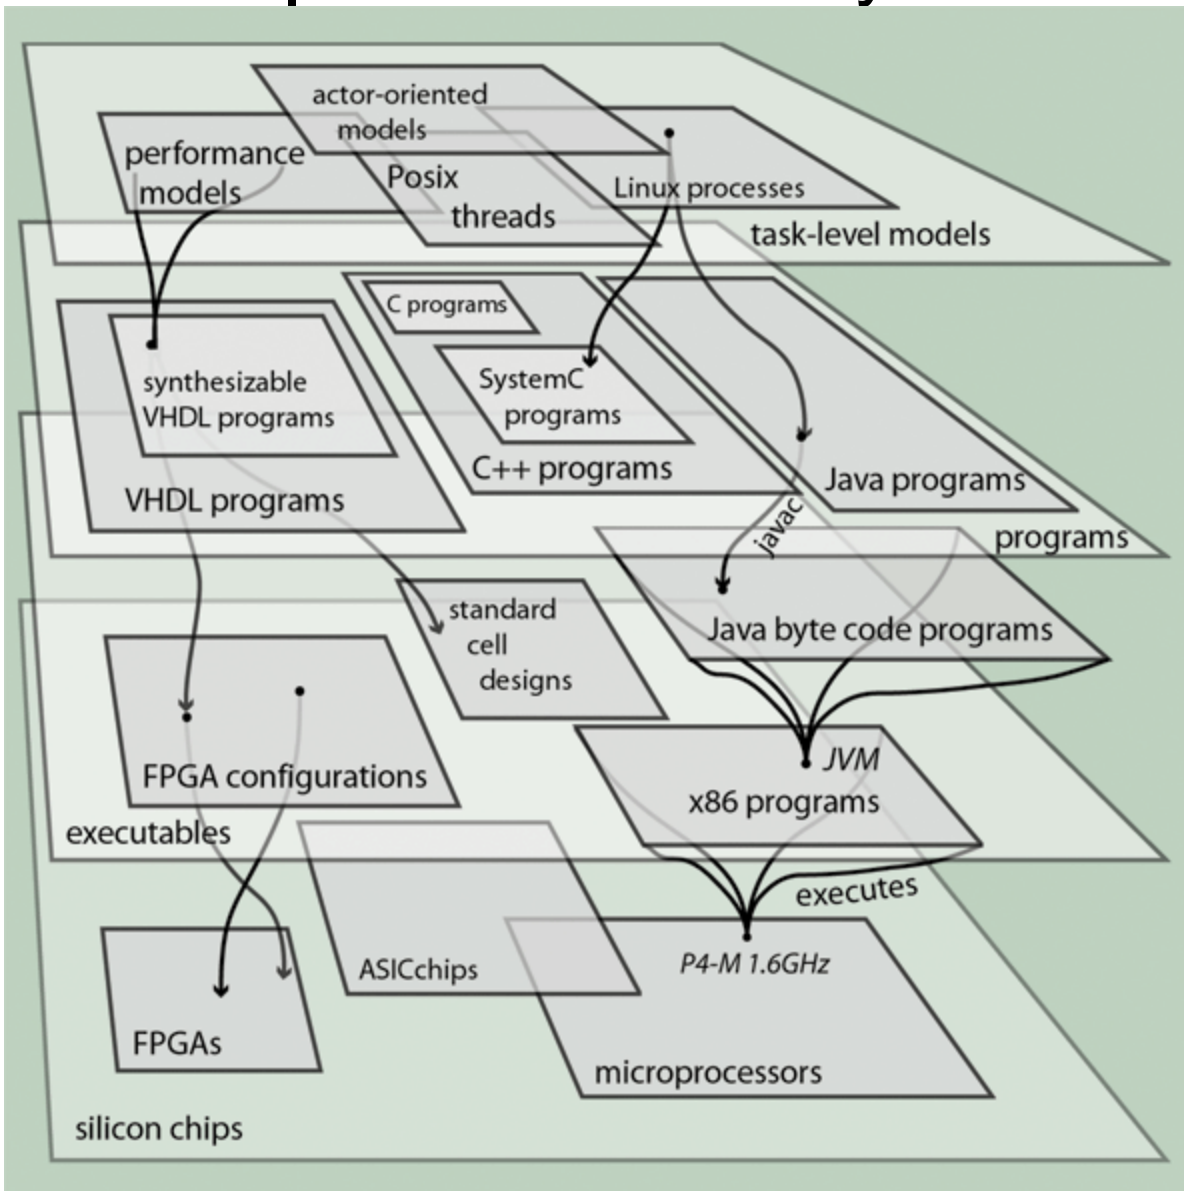 actor-oriented
models
performance
models
Posix
threads
Linux processes
task-level models
C programs
synthesizable
VHDL programs
SystemC
programs
C++ programs
VHDL programs
Java programs
javac
programs
standard
cell
designs
Java byte code programs
FPGA configurations
JVM
x86 programs
executables
executes
ASICchips
P4-M 1.6GHz
FPGAs
microprocessors
silicon chips